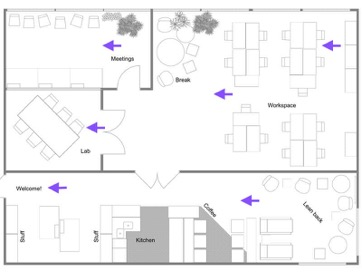 Meetings
Break
Workspace
Lab
Welcome!
Coffee
Lean back
Stuff
Stuff
Kitchen